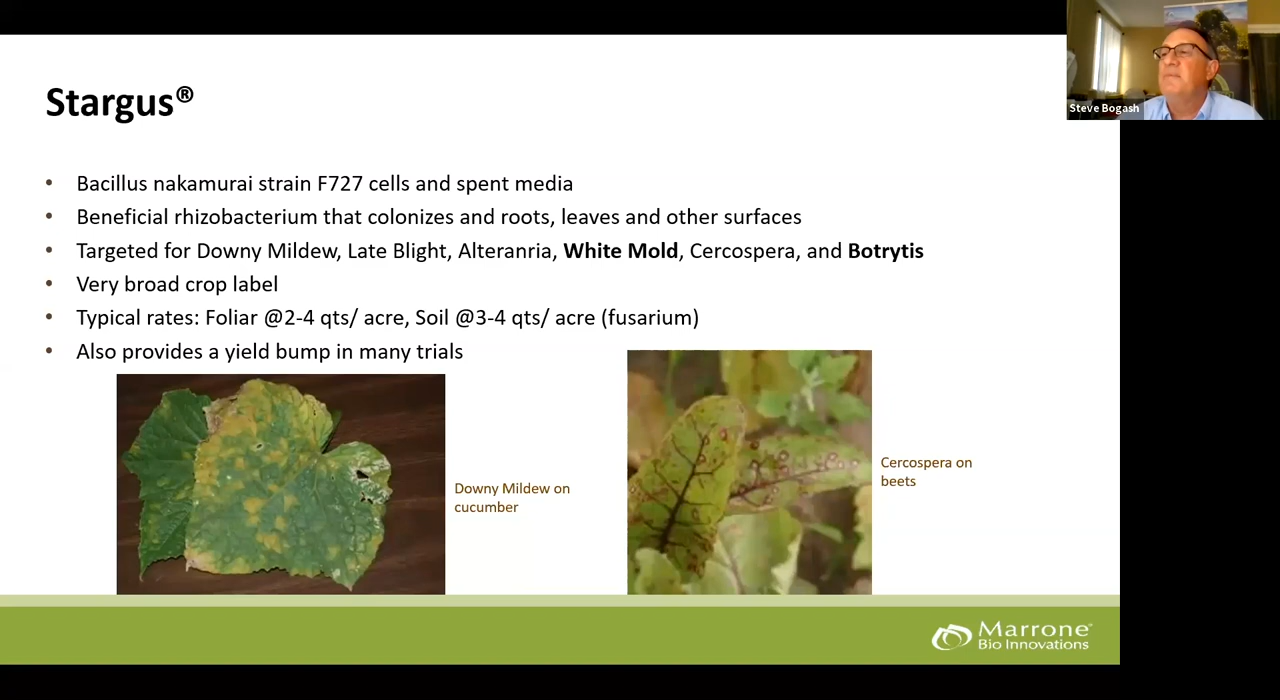 Stargus®
• Bacillus nakamurai strain F727 cells and spent media
• Beneficial rhizobacterium that colonizes and roots, leaves and other surfaces
• Targeted for Downy Mildew, Late Blight, Alteranria, White Mold, Cercospera, and Botrytis
• Very broad crop label
• Typical rates: Foliar @2-4 qts/ acre, Soil @3-4 qts/ acre (fusarium)
• Also provides a yield bump in many trials
Downy Mildew on
cucumber
Cercospera on
beets
Marrone
Bio Innovations
Steve Bogash